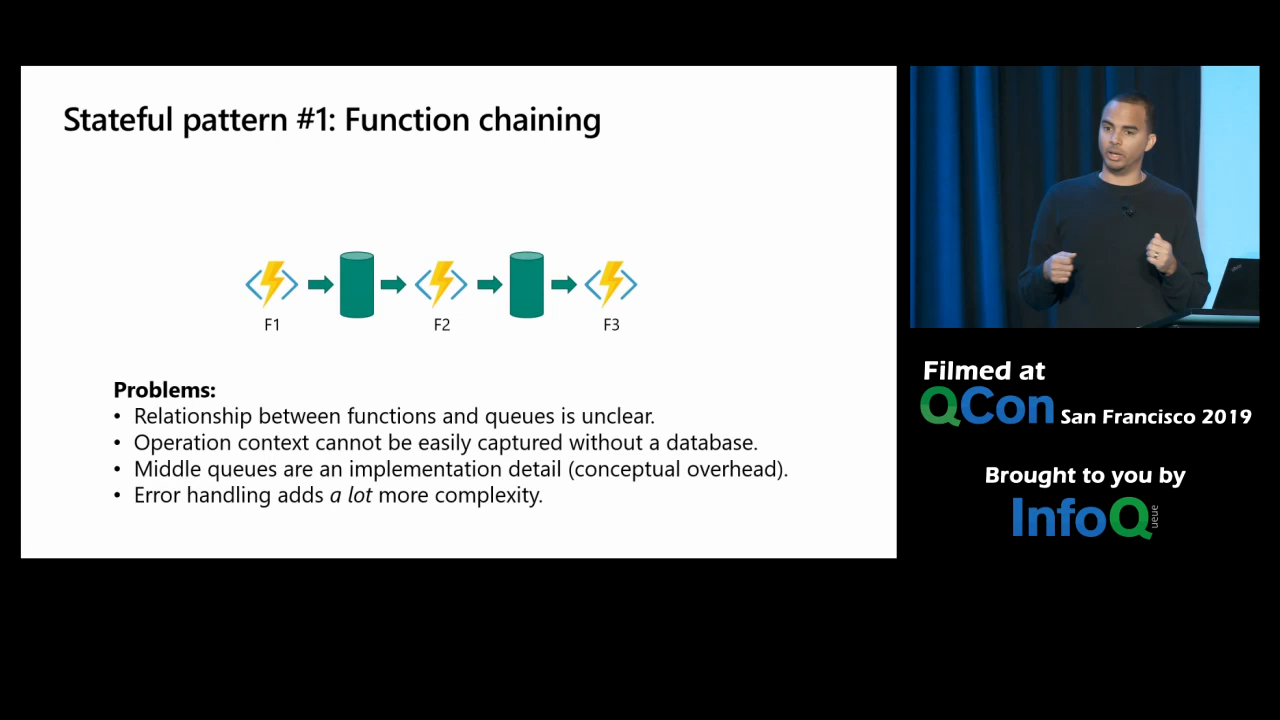 Stateful pattern #1: Function chaining
F1
F2
F3
Problems:
• Relationship between functions and queues is unclear.
• Operation context cannot be easily captured without a database.
• Middle queues are an implementation detail (conceptual overhead).
• Error handling adds a lot more complexity.
Filmed at
QCon San Francisco 2019
Brought to you by
InfoQueue